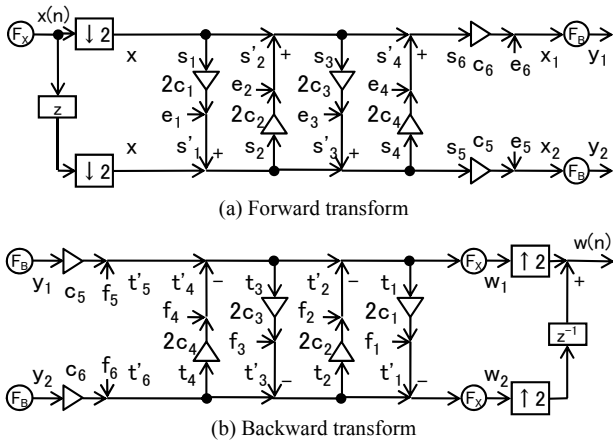 F_X x(n) ↓ 2 x s_1 s'_2 + s_3 s'_4 + s_6 c_6 x_1 F_B y_1
2c_1 e_2 2c_3 e_4 e_6
z e_1 2c_2 e_3 2c_4 c_5 e_5
↓ 2 x s'_1 + s_2 s'_3 + s_4 s_5 x_2 F_B y_2
(a) Forward transform
F_B y_1 c_5 f_5 t'_5 t'_4 − t_3 t'_2 − t_1 F_X w_1 ↑ 2 w(n)
f_4 2c_3 f_2 2c_1 +
c_6 f_6 2c_4 f_3 2c_2 f_1 z^{-1}
F_B y_2 t'_6 t_4 t'_3 − t_2 t'_1 − F_X w_2 ↑ 2
(b) Backward transform